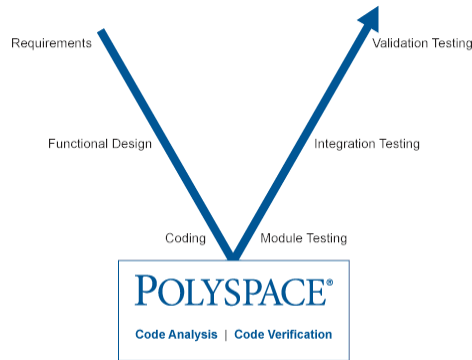 Requirements
Validation Testing
Functional Design
Integration Testing
Coding
Module Testing
POLYSPACE®
Code Analysis | Code Verification